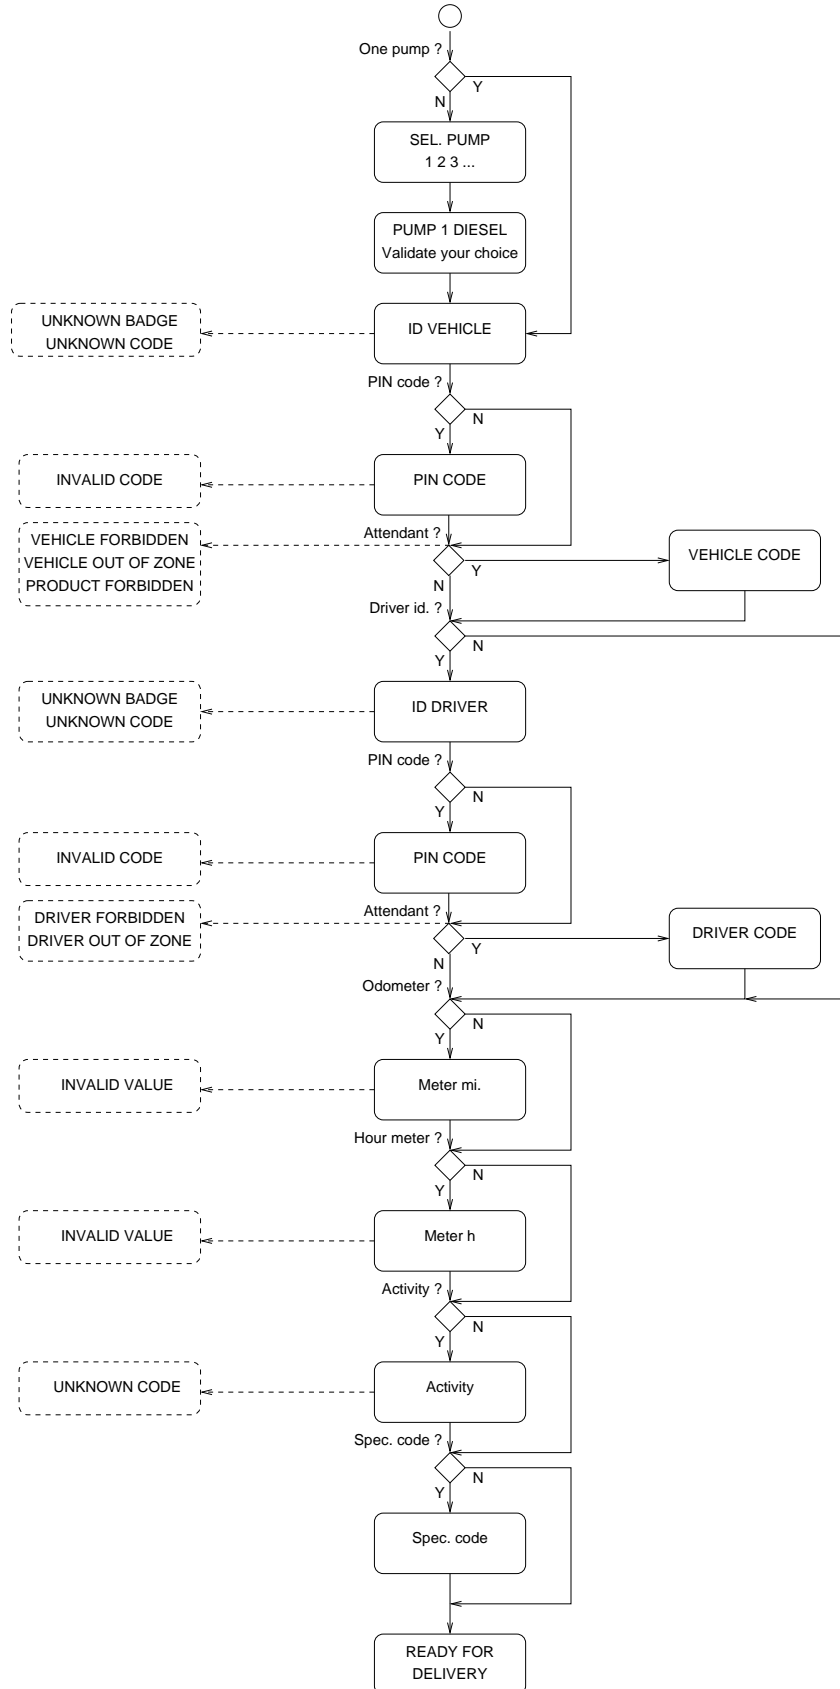 One pump ?
Y
N
SEL. PUMP
1 2 3 ...
PUMP 1 DIESEL
Validate your choice
UNKNOWN BADGE
UNKNOWN CODE
ID VEHICLE
PIN code ?
N
Y
INVALID CODE
PIN CODE
VEHICLE FORBIDDEN
VEHICLE OUT OF ZONE
PRODUCT FORBIDDEN
Attendant ?
Y
N
VEHICLE CODE
Driver id. ?
N
Y
UNKNOWN BADGE
UNKNOWN CODE
ID DRIVER
PIN code ?
N
Y
INVALID CODE
PIN CODE
DRIVER FORBIDDEN
DRIVER OUT OF ZONE
Attendant ?
Y
N
DRIVER CODE
Odometer ?
N
Y
INVALID VALUE
Meter mi.
Hour meter ?
N
Y
INVALID VALUE
Meter h
Activity ?
N
Y
UNKNOWN CODE
Activity
Spec. code ?
N
Y
Spec. code
READY FOR
DELIVERY